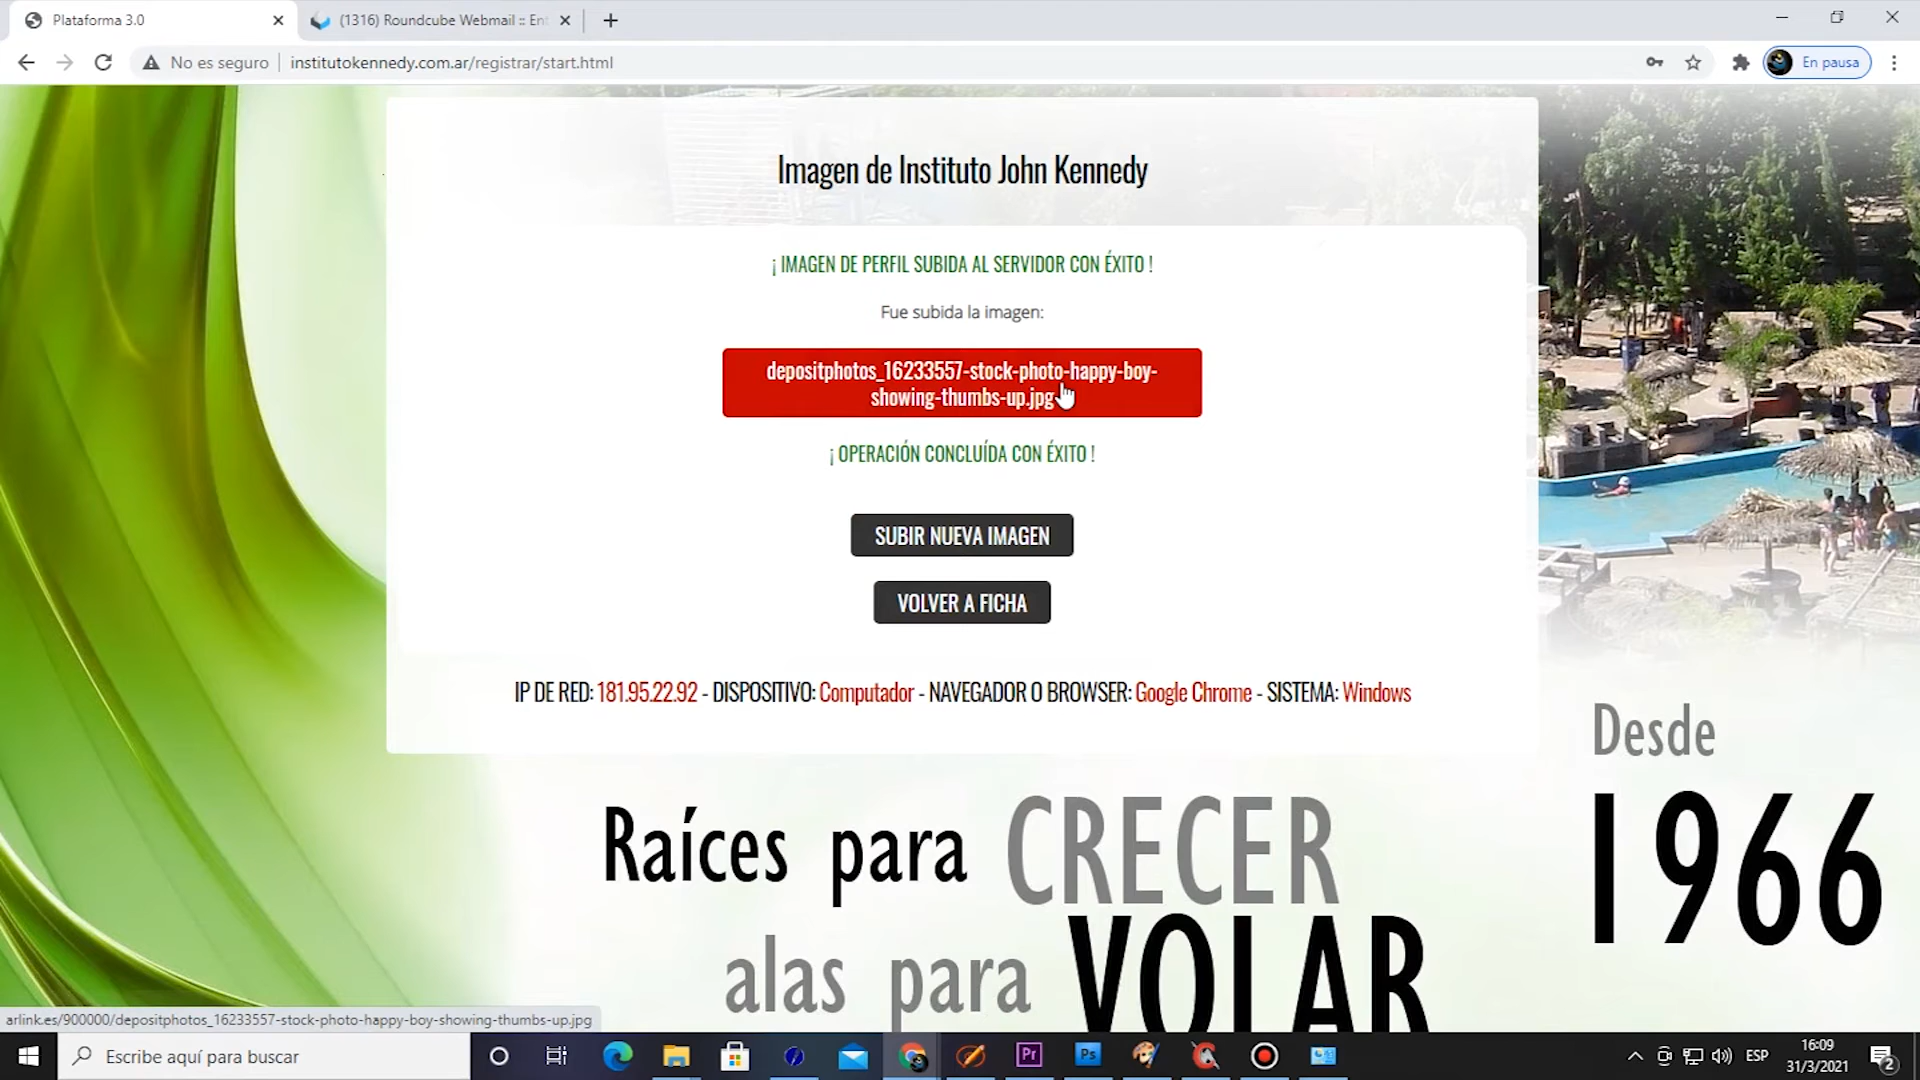 Plataforma 3.0
(1316) Roundcube Webmail :: Ent
No es seguro
institutokennedy.com.ar/registrar/start.html
En pausa
Imagen de Instituto John Kennedy
¡ IMAGEN DE PERFIL SUBIDA AL SERVIDOR CON ÉXITO !
Fue subida la imagen:
depositphotos_16233557-stock-photo-happy-boy-
showing-thumbs-up.jpg
¡ OPERACIÓN CONCLUÍDA CON ÉXITO !
SUBIR NUEVA IMAGEN
VOLVER A FICHA
IP DE RED: 181.95.22.92 - DISPOSITIVO: Computador - NAVEGADOR O BROWSER: Google Chrome - SISTEMA: Windows
Desde
1966
Raíces para CRECER
alas para VOLAR
arlink.es/900000/depositphotos_16233557-stock-photo-happy-boy-showing-thumbs-up.jpg
Escribe aquí para buscar
Pr
Ps
ESP
16:09
31/3/2021
2